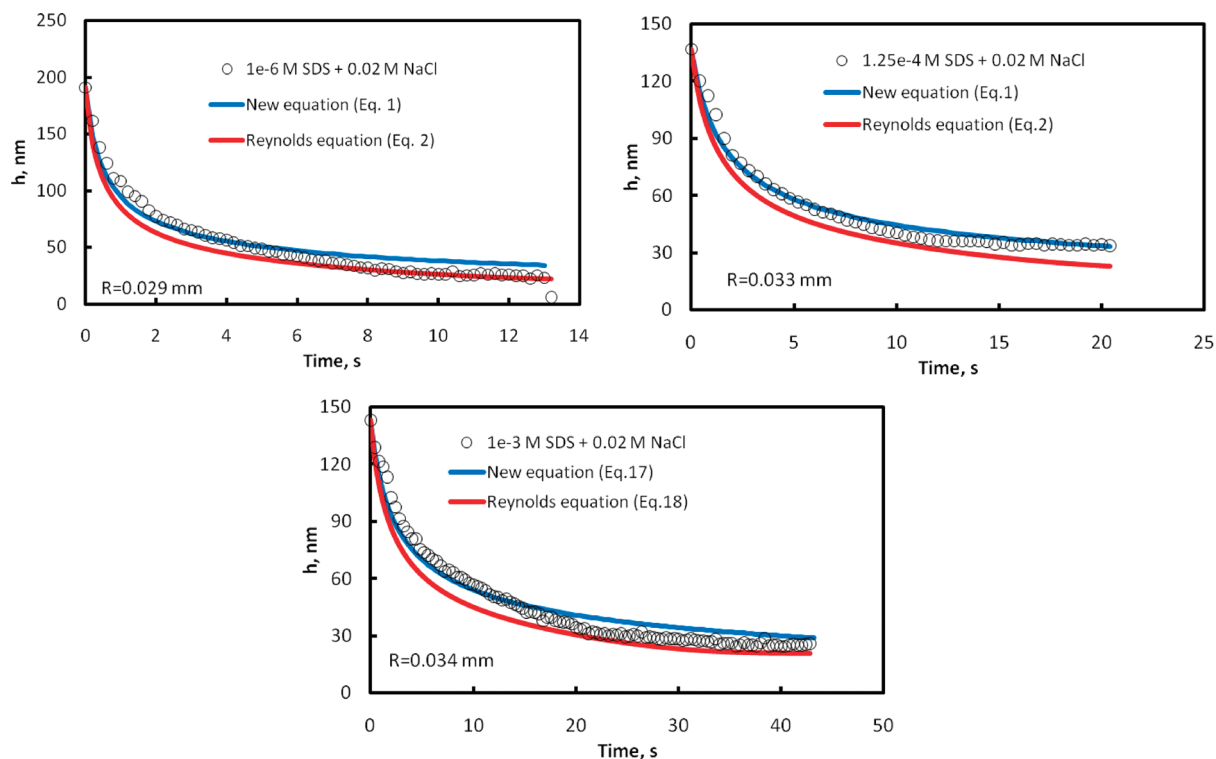 250
200
150
100
50
0
h, nm
1e-6 M SDS + 0.02 M NaCl
New equation (Eq. 1)
Reynolds equation (Eq. 2)
R=0.029 mm
0 2 4 6 8 10 12 14
Time, s
150
120
90
60
30
0
h, nm
1.25e-4 M SDS + 0.02 M NaCl
New equation (Eq.1)
Reynolds equation (Eq.2)
R=0.033 mm
0 5 10 15 20 25
Time, s
150
120
90
60
30
0
h, nm
1e-3 M SDS + 0.02 M NaCl
New equation (Eq.17)
Reynolds equation (Eq.18)
R=0.034 mm
0 10 20 30 40 50
Time, s